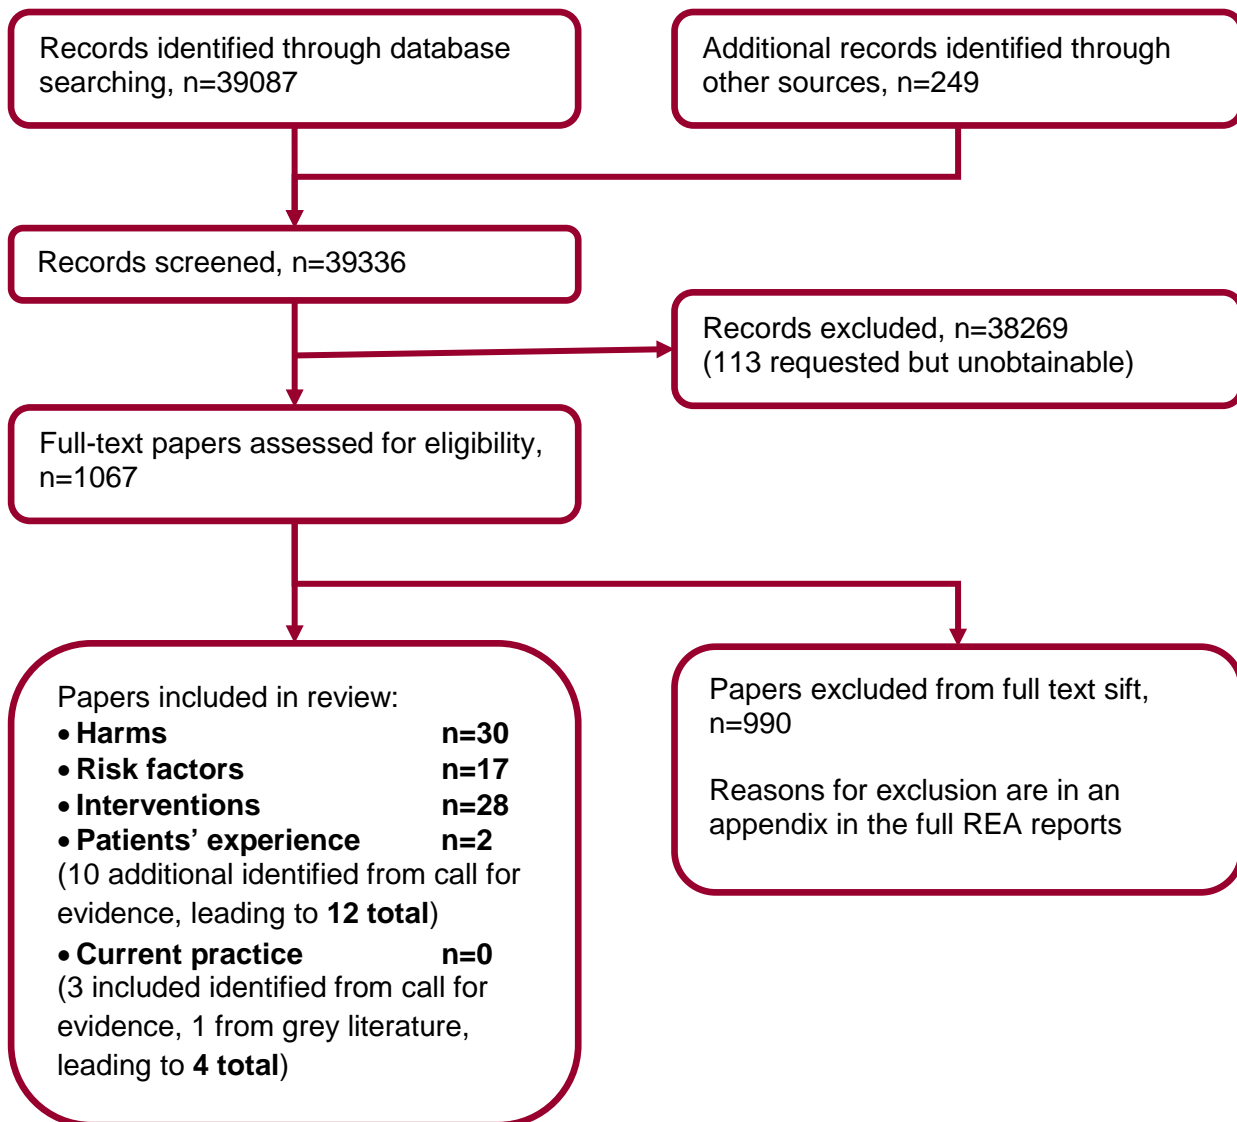 Records identified through database
searching, n=39087
Additional records identified through
other sources, n=249
Records screened, n=39336
Records excluded, n=38269
(113 requested but unobtainable)
Full-text papers assessed for eligibility,
n=1067
Papers included in review:
• Harms n=30
• Risk factors n=17
• Interventions n=28
• Patients’ experience n=2
(10 additional identified from call for
evidence, leading to 12 total)
• Current practice n=0
(3 included identified from call for
evidence, 1 from grey literature,
leading to 4 total)
Papers excluded from full text sift,
n=990
Reasons for exclusion are in an
appendix in the full REA reports